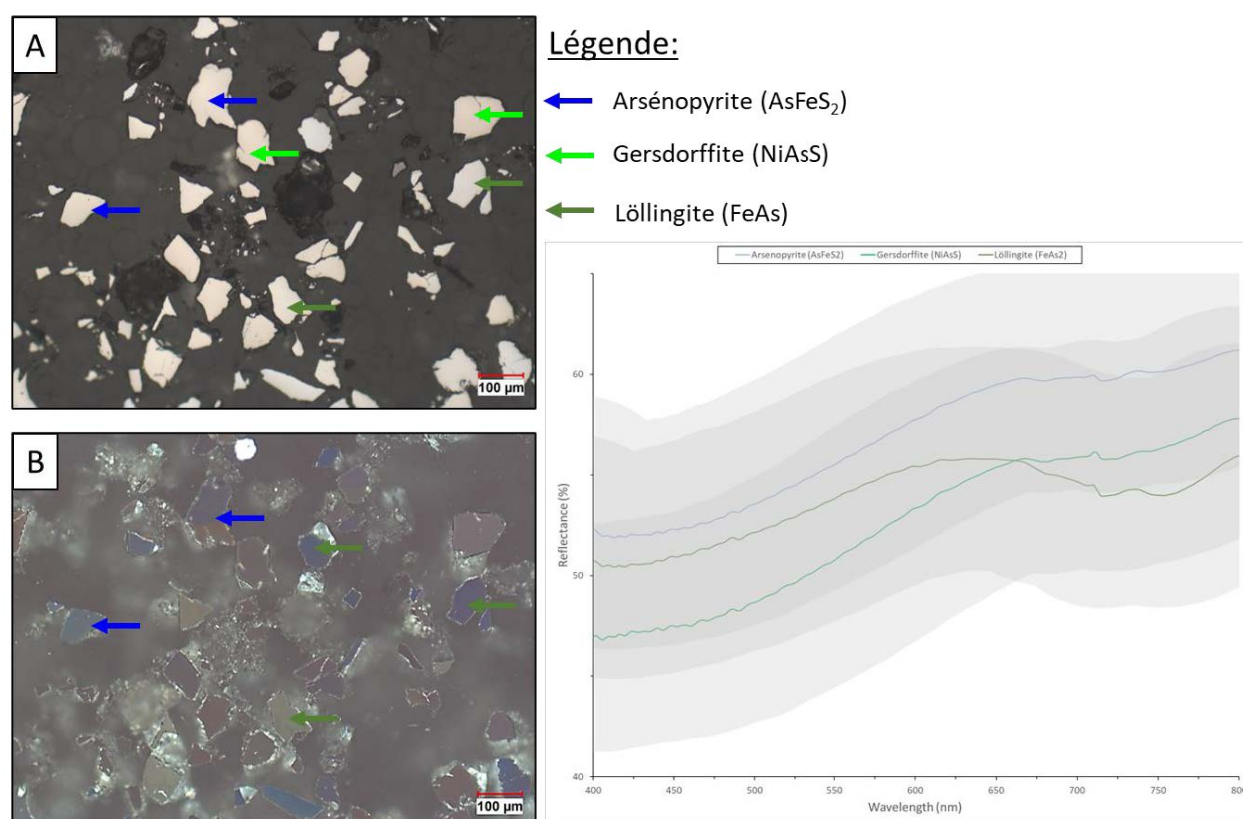 A
100 µm
B
100 µm
Légende:
Arsénopyrite (AsFeS₂)
Gersdorffite (NiAsS)
Löllingite (FeAs)
Arsenopyrite (AsFeS2) Gersdorffite (NiAsS) Löllingite (FeAs2)
Reflectance (%)
60
50
40
400 450 500 550 600 650 700 750 800
Wavelength (nm)